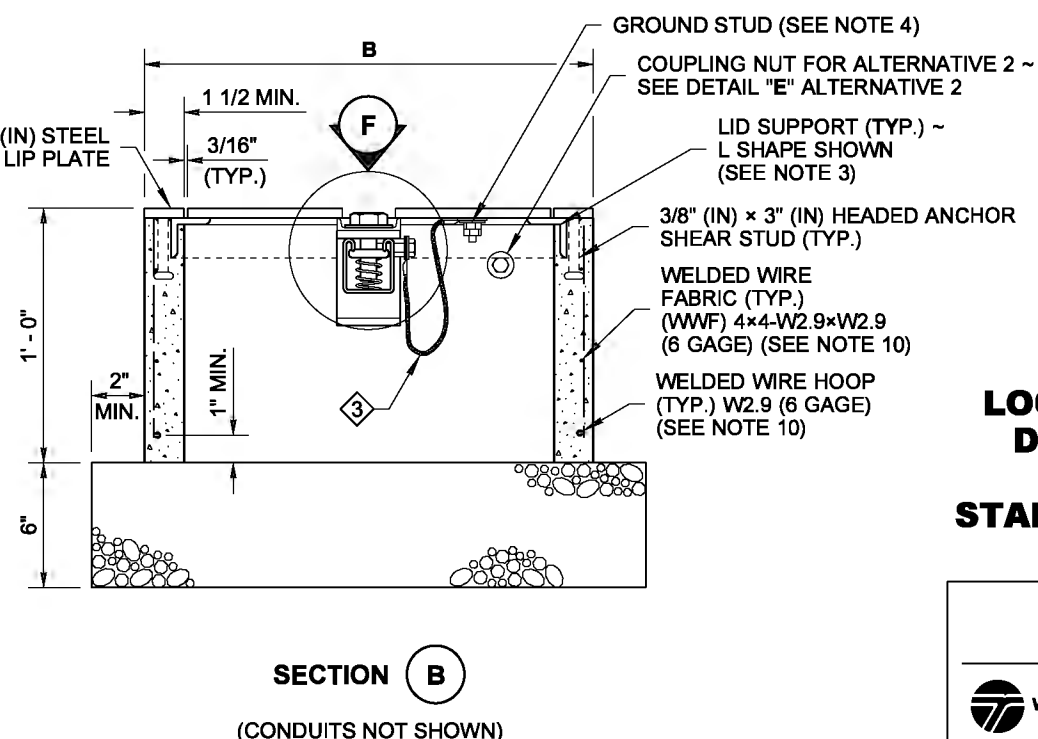 GROUND STUD (SEE NOTE 4)
B
COUPLING NUT FOR ALTERNATIVE 2 ~
SEE DETAIL "E" ALTERNATIVE 2
1 1/2 MIN.
F
LID SUPPORT (TYP.) ~
L SHAPE SHOWN
(SEE NOTE 3)
(IN) STEEL
LIP PLATE
3/16"
(TYP.)
3/8" (IN) × 3" (IN) HEADED ANCHOR
SHEAR STUD (TYP.)
WELDED WIRE
FABRIC (TYP.)
(WWF) 4×4-W2.9×W2.9
(6 GAGE) (SEE NOTE 10)
1' - 0"
2"
MIN.
1" MIN.
3
WELDED WIRE HOOP
(TYP.) W2.9 (6 GAGE)
(SEE NOTE 10)
6"
LOC
D
STAN
SECTION B
(CONDUITS NOT SHOWN)
W